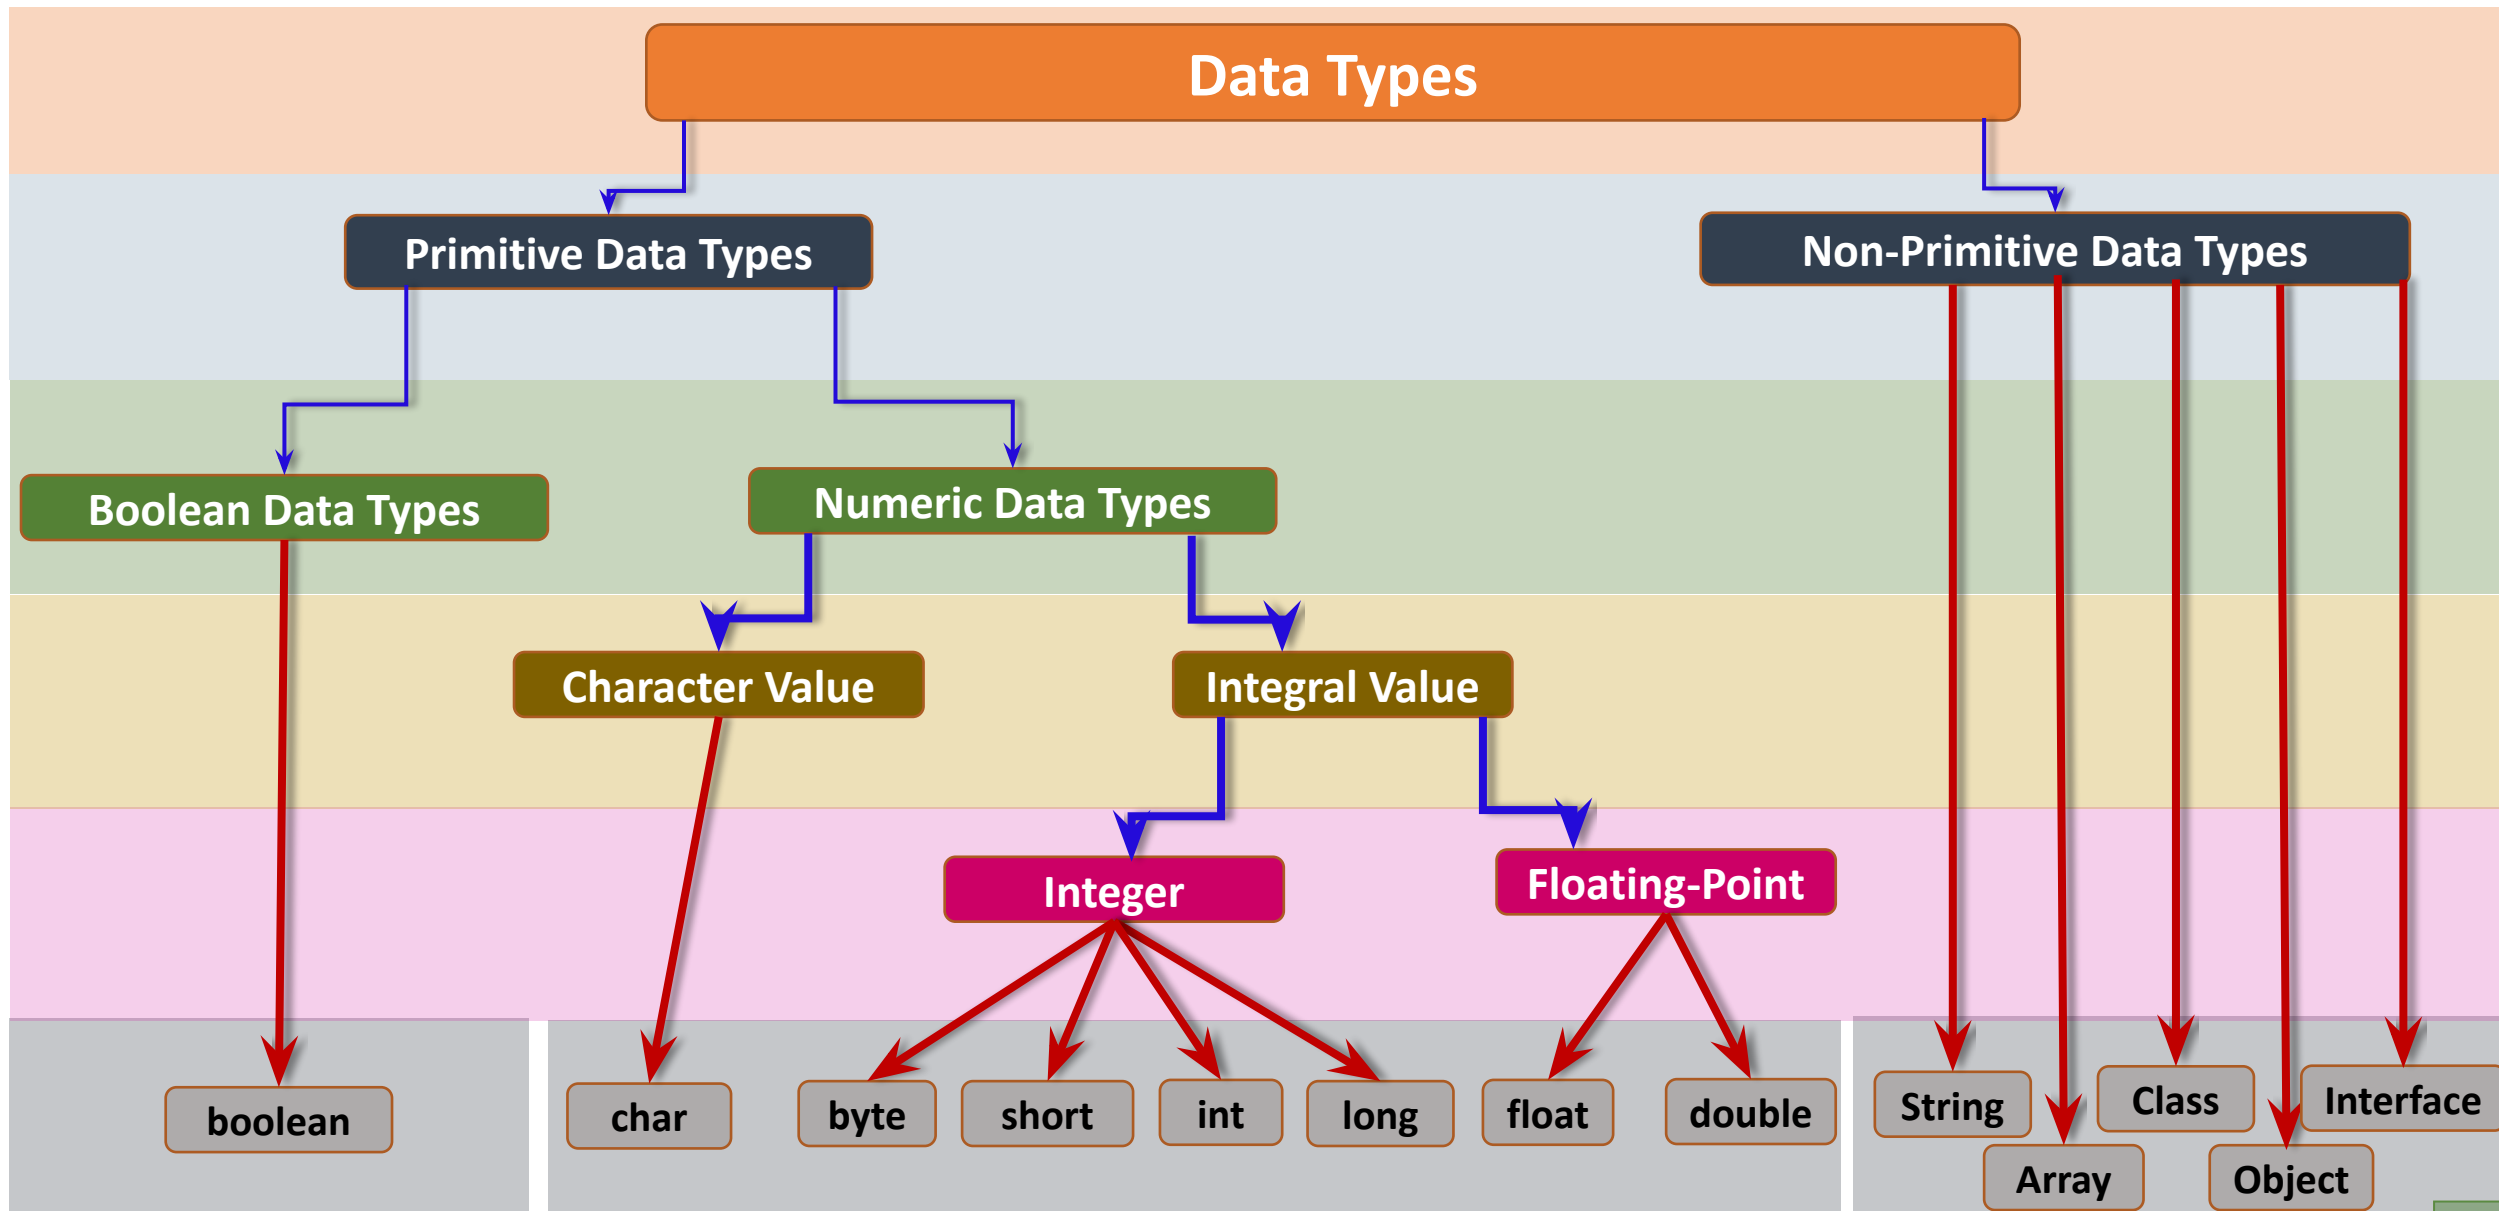 Data Types
Primitive Data Types
Non-Primitive Data Types
Boolean Data Types
Numeric Data Types
Character Value
Integral Value
Integer
Floating-Point
boolean
char
byte
short
int
long
float
double
String
Class
Interface
Array
Object